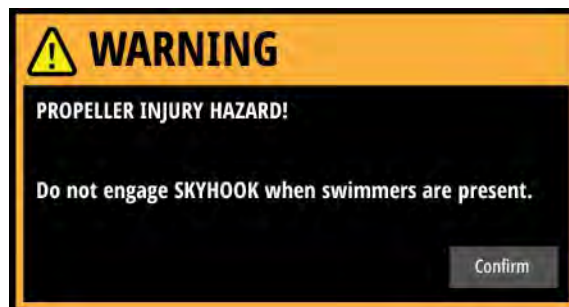 WARNING
PROPELLER INJURY HAZARD!
Do not engage SKYHOOK when swimmers are present.
Confirm